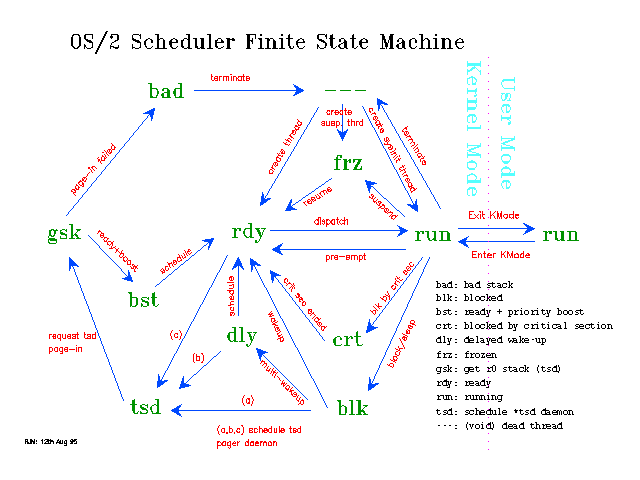 OS/2 Scheduler Finite State Machine
Kernel Mode
User Mode
bad
terminate
---
create
susp. thrd
create thread
create sysinit thread
terminate
page-in failed
frz
resume
suspend
gsk
ready+boost
schedule
rdy
dispatch
run
Exit KMode
run
pre-empt
Enter KMode
bst
crit sec ended
blk by crit sec
schedule
wakeup
block/sleep
request tsd
page-in
(c)
(b)
dly
crt
multi-wakeup
tsd
(a)
blk
(a,b,c) schedule tsd
pager daemon
bad: bad stack
blk: blocked
bst: ready + priority boost
crt: blocked by critical section
dly: delayed wake-up
frz: frozen
gsk: get r0 stack (tsd)
rdy: ready
run: running
tsd: schedule *tsd daemon
---: (void) dead thread
RJN: 12th Aug 95